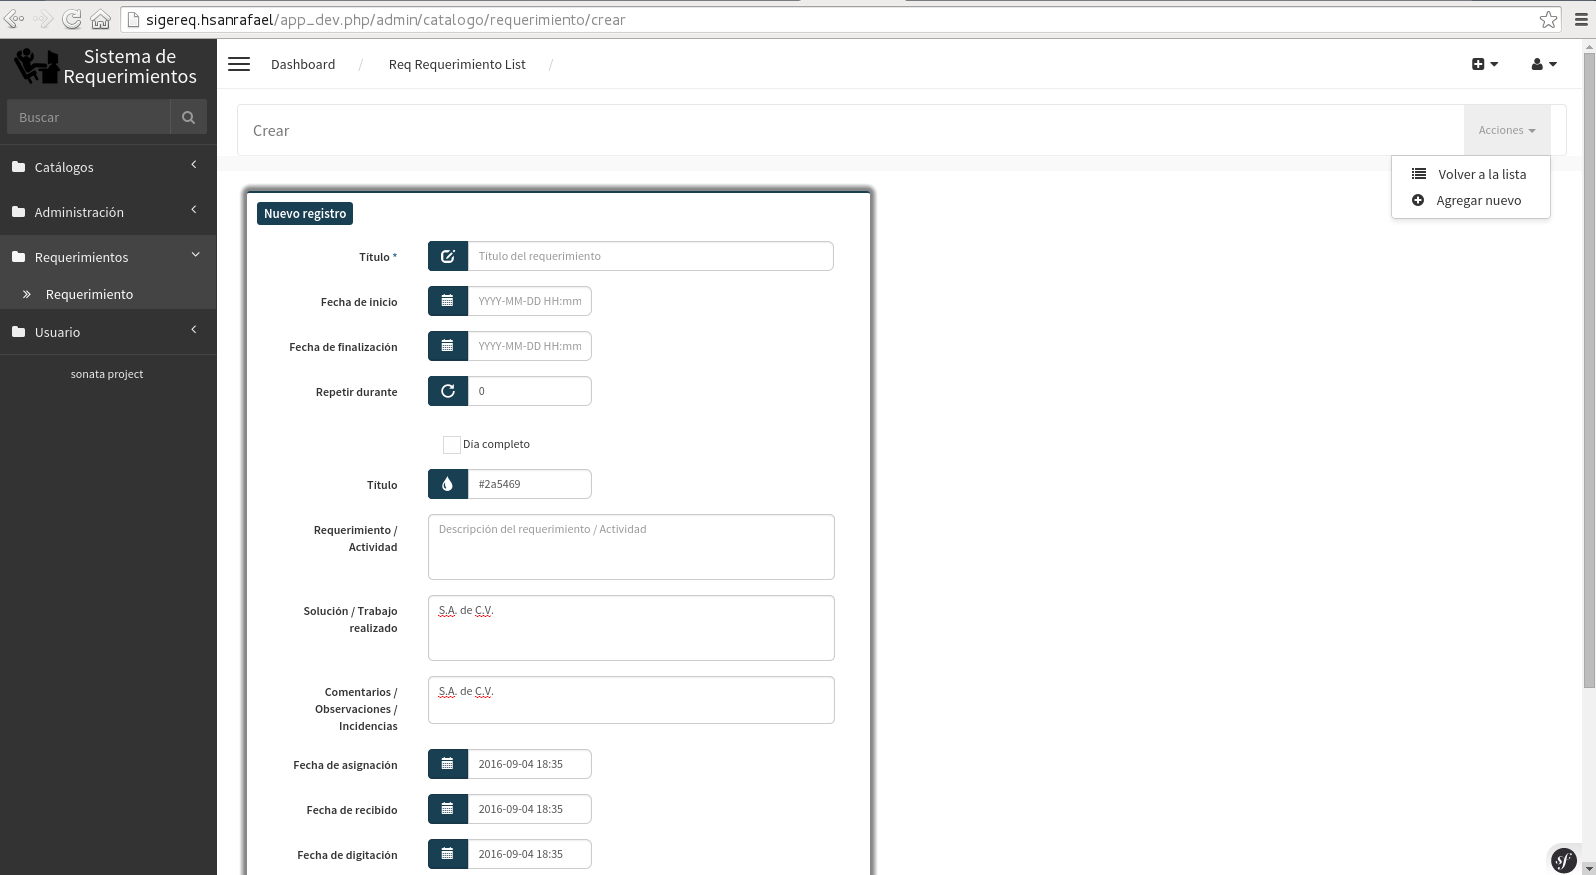 sigereq.hsanrafael/app_dev.php/admin/catalogo/requerimiento/crear
Sistema de
Requerimientos
Buscar
Catálogos
Administración
Requerimientos
Requerimiento
Usuario
sonata project
Dashboard / Req Requerimiento List /
Crear
Acciones
Volver a la lista
Agregar nuevo
Nuevo registro
Título *
Título del requerimiento
Fecha de inicio
YYYY-MM-DD HH:mm
Fecha de finalización
YYYY-MM-DD HH:mm
Repetir durante
0
Día completo
Título
#2a5469
Requerimiento /
Actividad
Descripción del requerimiento / Actividad
Solución / Trabajo
realizado
S.A. de C.V.
Comentarios /
Observaciones /
Incidencias
S.A. de C.V.
Fecha de asignación
2016-09-04 18:35
Fecha de recibido
2016-09-04 18:35
Fecha de digitación
2016-09-04 18:35
sf